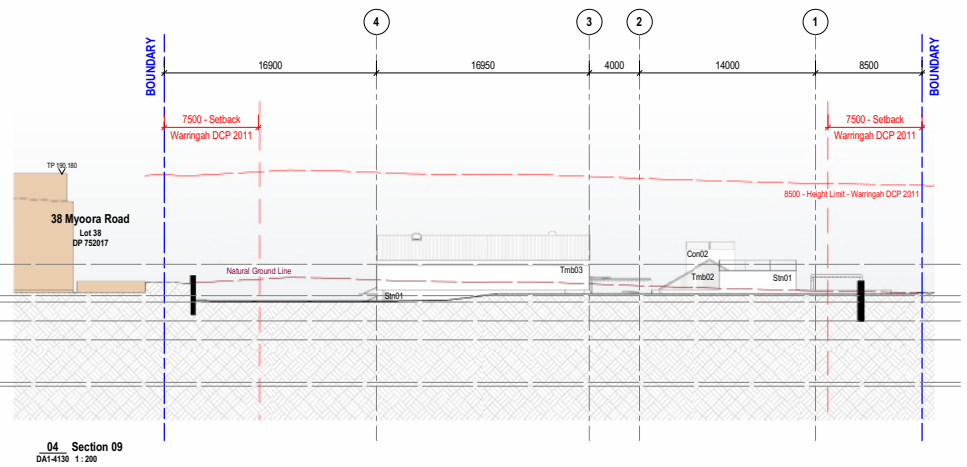 4
3
2
1
BOUNDARY
16900
16950
4000
14000
8500
BOUNDARY
7500 - Setback
Warringah DCP 2011
7500 - Setback
Warringah DCP 2011
TP 190.180
8500 - Height Limit - Warringah DCP 2011
38 Myoora Road
Lot 38
DP 752017
Con02
Natural Ground Line
Tmb03
Tmb02
Stn01
Stn01
04 Section 09
DA1-4130 1 : 200